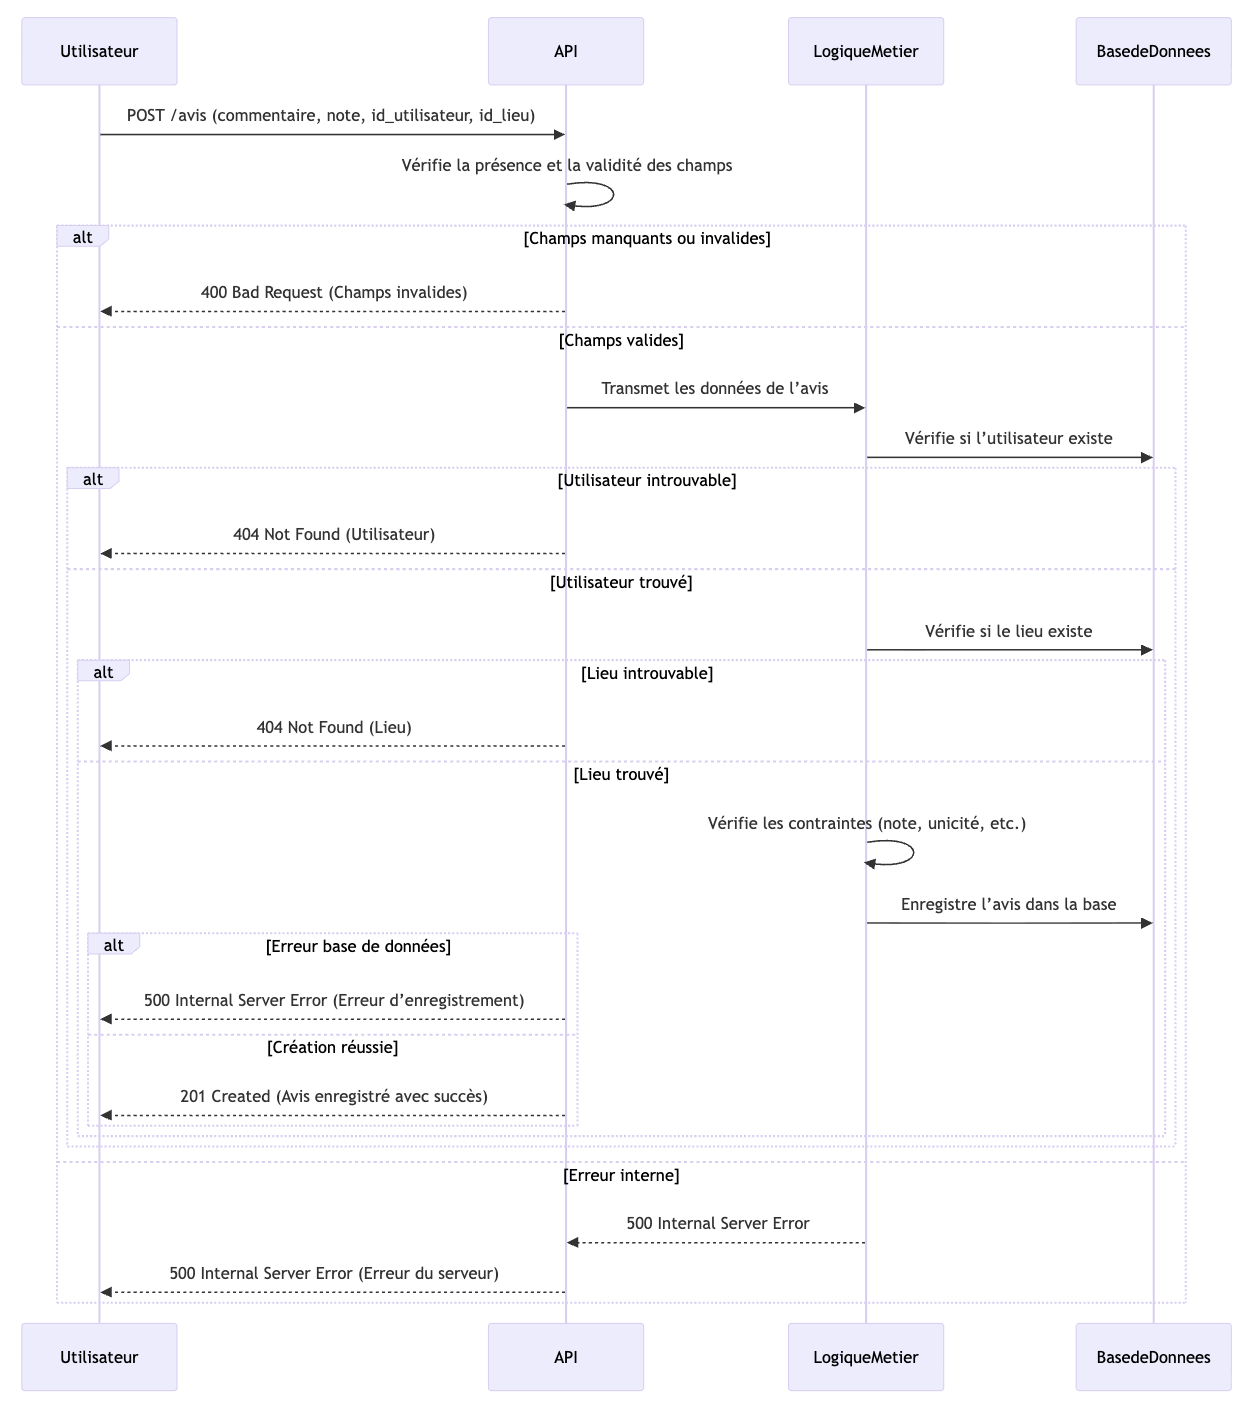 Utilisateur
API
LogiqueMetier
BasedeDonnees
POST /avis (commentaire, note, id_utilisateur, id_lieu)
Vérifie la présence et la validité des champs
alt
[Champs manquants ou invalides]
400 Bad Request (Champs invalides)
[Champs valides]
Transmet les données de l’avis
Vérifie si l’utilisateur existe
alt
[Utilisateur introuvable]
404 Not Found (Utilisateur)
[Utilisateur trouvé]
Vérifie si le lieu existe
alt
[Lieu introuvable]
404 Not Found (Lieu)
[Lieu trouvé]
Vérifie les contraintes (note, unicité, etc.)
Enregistre l’avis dans la base
alt
[Erreur base de données]
500 Internal Server Error (Erreur d’enregistrement)
[Création réussie]
201 Created (Avis enregistré avec succès)
[Erreur interne]
500 Internal Server Error
500 Internal Server Error (Erreur du serveur)
Utilisateur
API
LogiqueMetier
BasedeDonnees